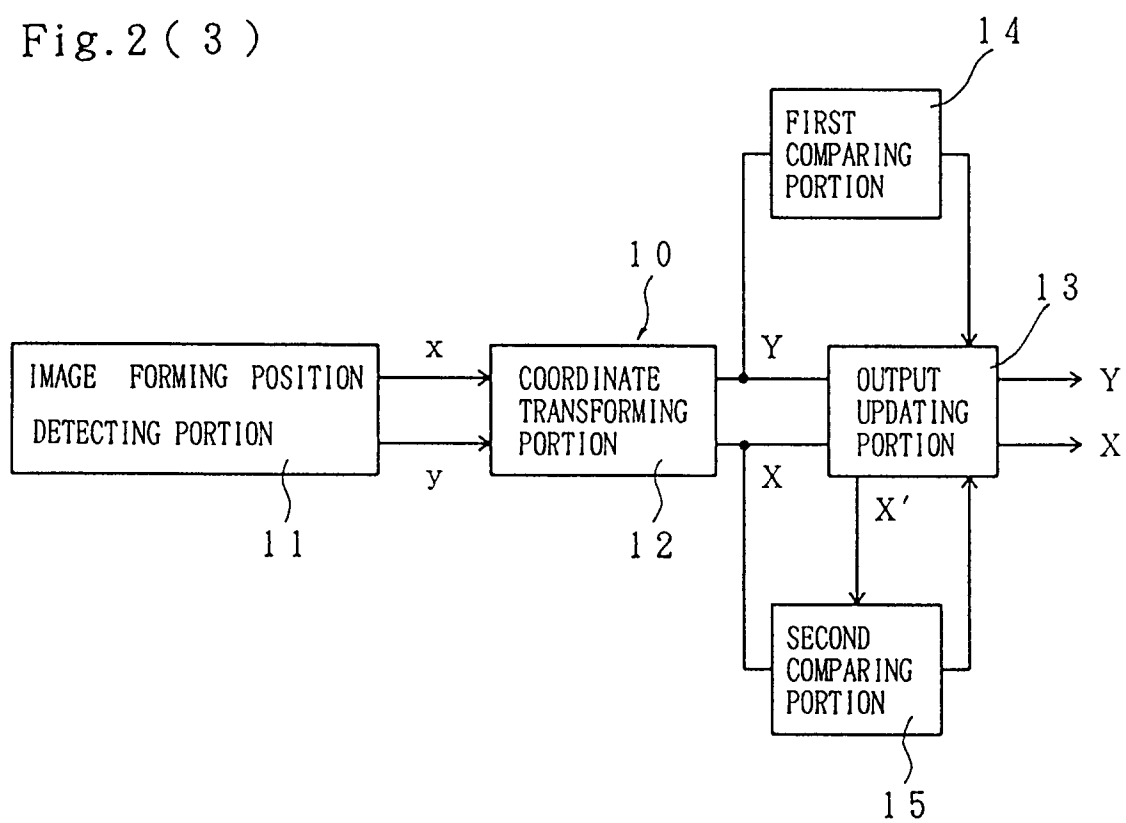 Fig.2(3)
14
FIRST
COMPARING
PORTION
10
13
x
Y
IMAGE FORMING POSITION
DETECTING PORTION
COORDINATE
TRANSFORMING
PORTION
OUTPUT
UPDATING
PORTION
Y
X
y
X
X'
11
12
SECOND
COMPARING
PORTION
15